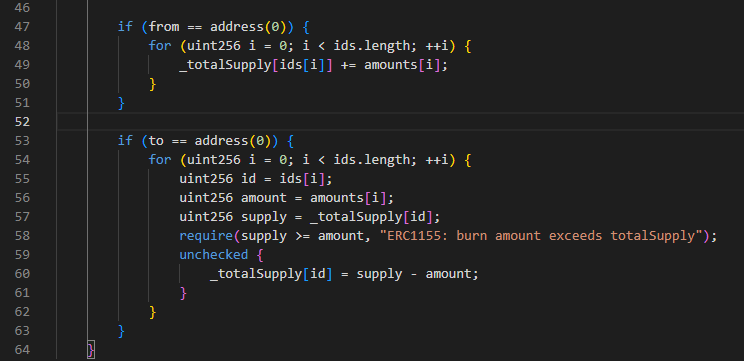 46
47 if (from == address(0)) {
48 for (uint256 i = 0; i < ids.length; ++i) {
49 _totalSupply[ids[i]] += amounts[i];
50 }
51 }
52
53 if (to == address(0)) {
54 for (uint256 i = 0; i < ids.length; ++i) {
55 uint256 id = ids[i];
56 uint256 amount = amounts[i];
57 uint256 supply = _totalSupply[id];
58 require(supply >= amount, "ERC1155: burn amount exceeds totalSupply");
59 unchecked {
60 _totalSupply[id] = supply - amount;
61 }
62 }
63 }
64 }